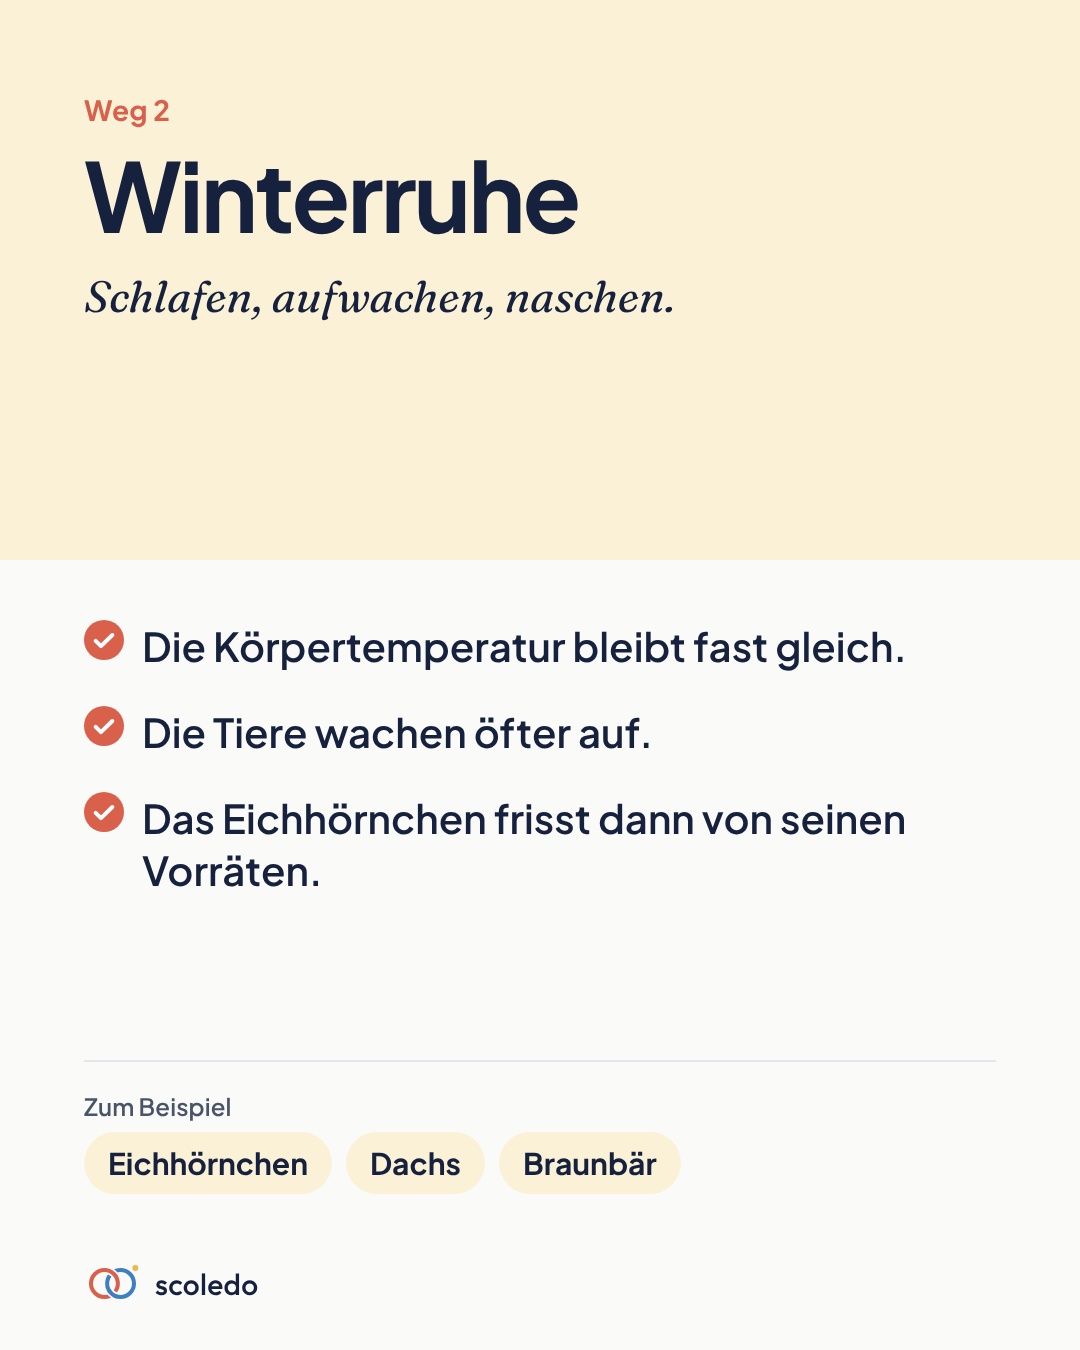 Weg 2
Winterruhe
Schlafen, aufwachen, naschen.
Die Körpertemperatur bleibt fast gleich.
Die Tiere wachen öfter auf.
Das Eichhörnchen frisst dann von seinen
Vorräten.
Zum Beispiel
Eichhörnchen Dachs Braunbär
scoledo